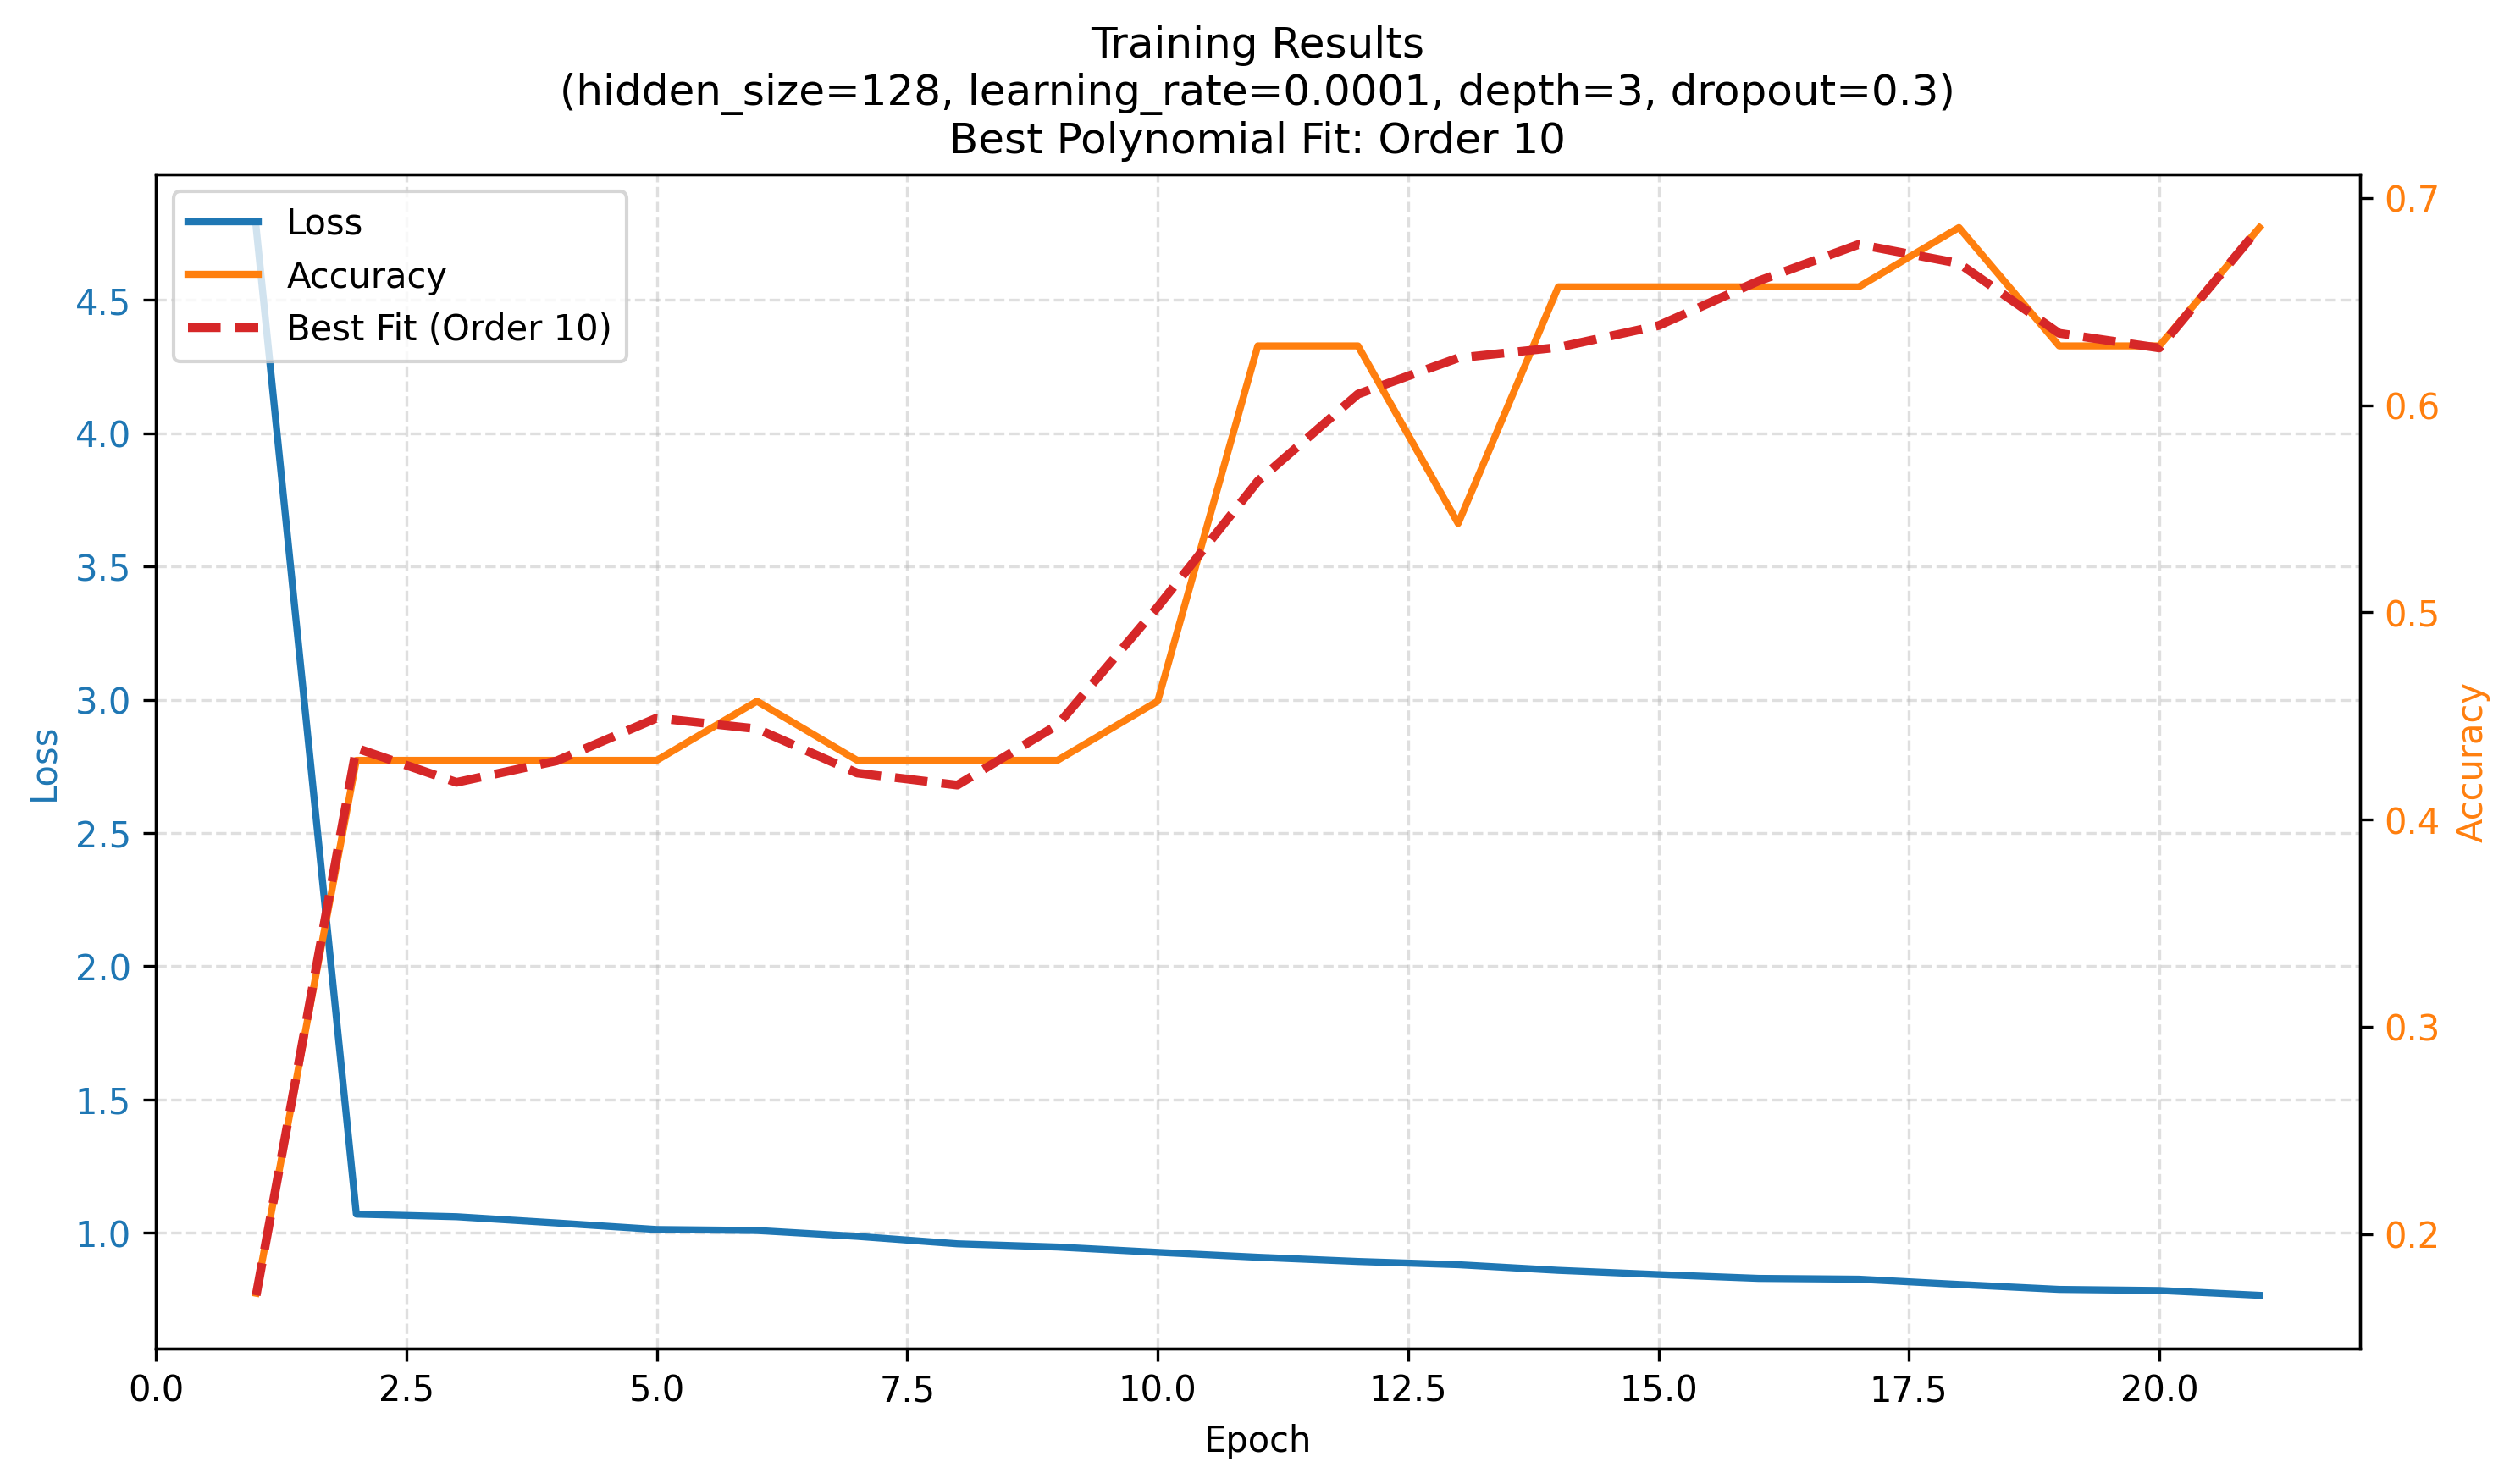 Training Results
(hidden_size=128, learning_rate=0.0001, depth=3, dropout=0.3)
Best Polynomial Fit: Order 10
Loss
Accuracy
Best Fit (Order 10)
4.5
4.0
3.5
3.0
2.5
2.0
1.5
1.0
Loss
0.7
0.6
0.5
0.4
0.3
0.2
Accuracy
0.0 2.5 5.0 7.5 10.0 12.5 15.0 17.5 20.0
Epoch